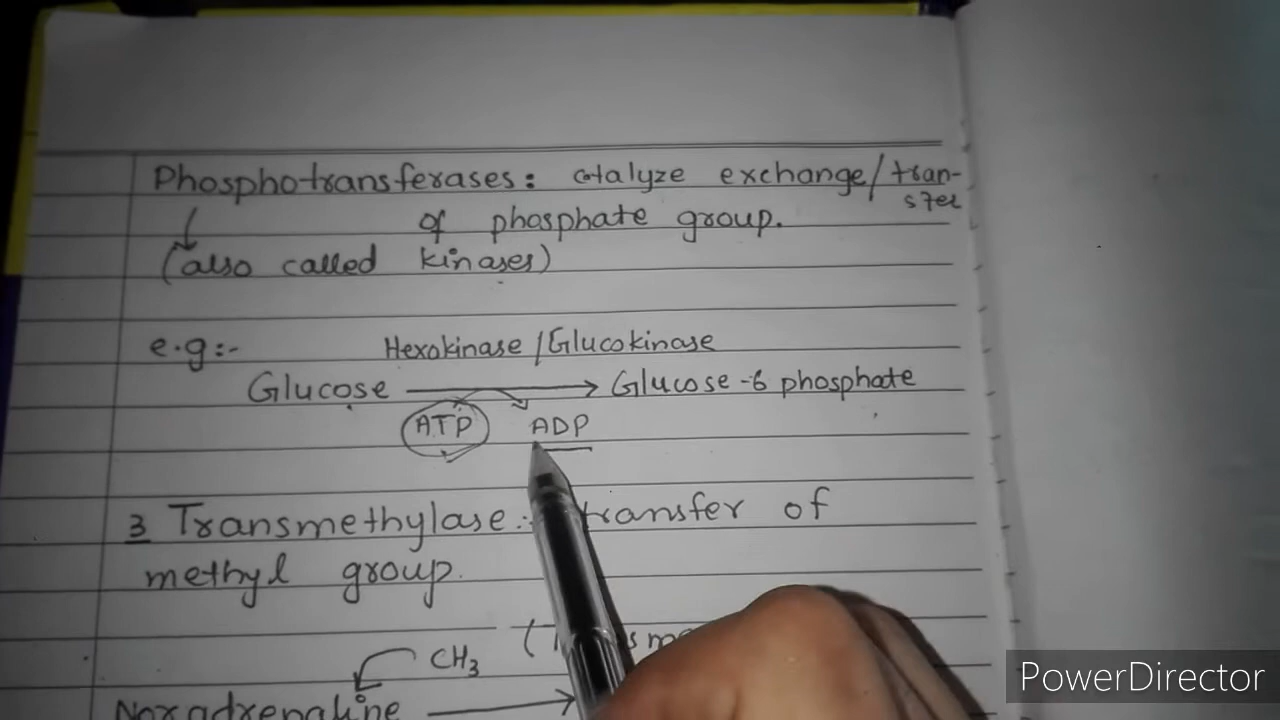 Phosphotransferases: catalyze exchange/tran-
sfer
of phosphate group.
(also called kinases)
e.g:- Hexokinase/Glucokinase
Glucose → Glucose-6 phosphate
ATP ADP
3 Transmethylase: transfer of
methyl group.
CH3
Noradrenaline →
PowerDirector